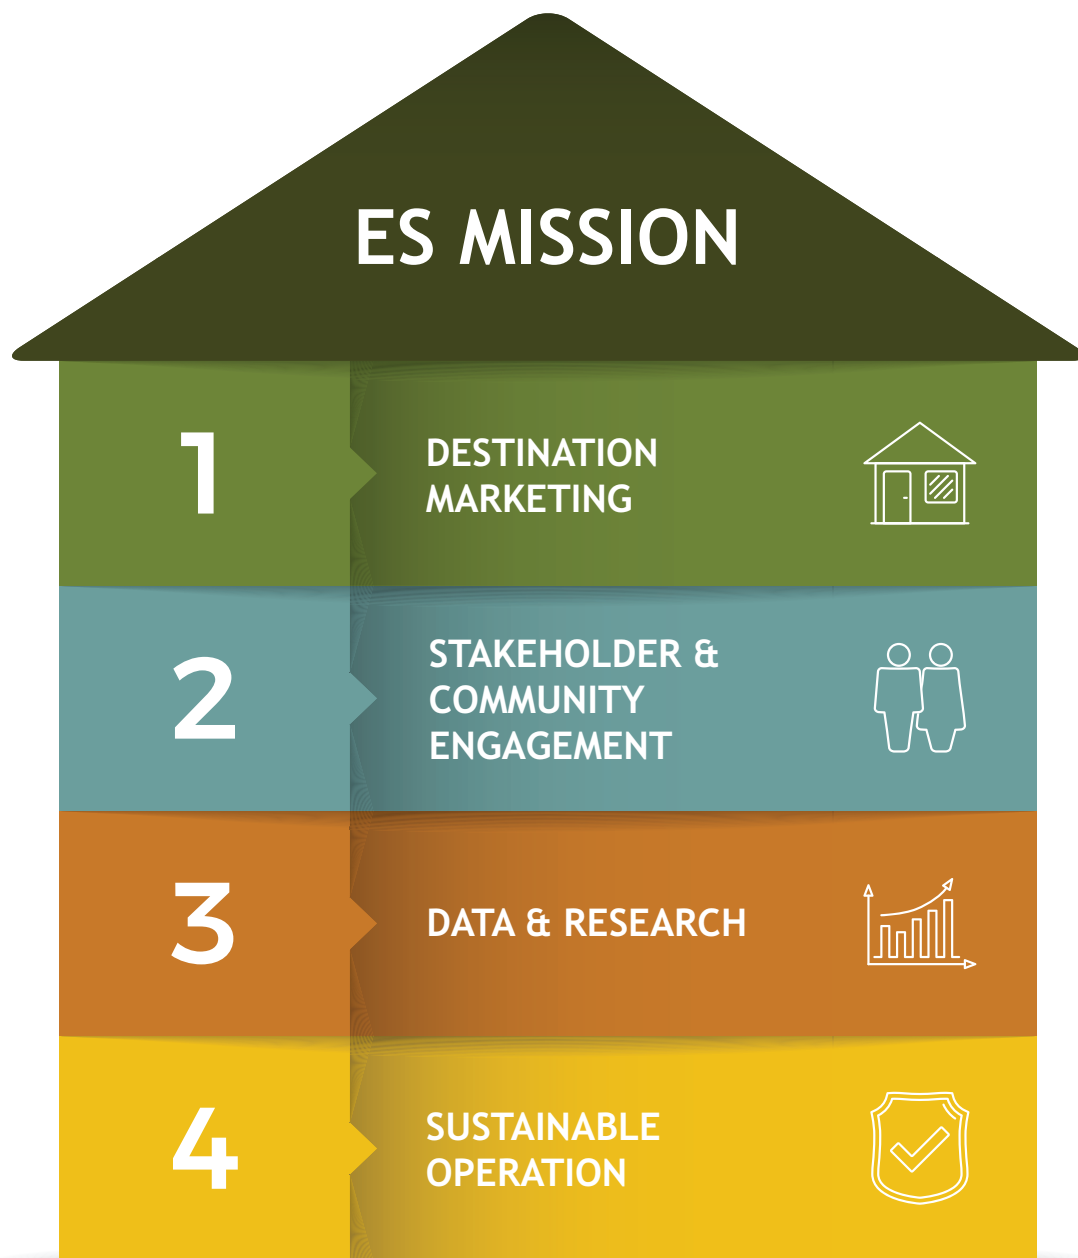 ES MISSION
1
DESTINATION
MARKETING
2
STAKEHOLDER &
COMMUNITY
ENGAGEMENT
3
DATA & RESEARCH
4
SUSTAINABLE
OPERATION